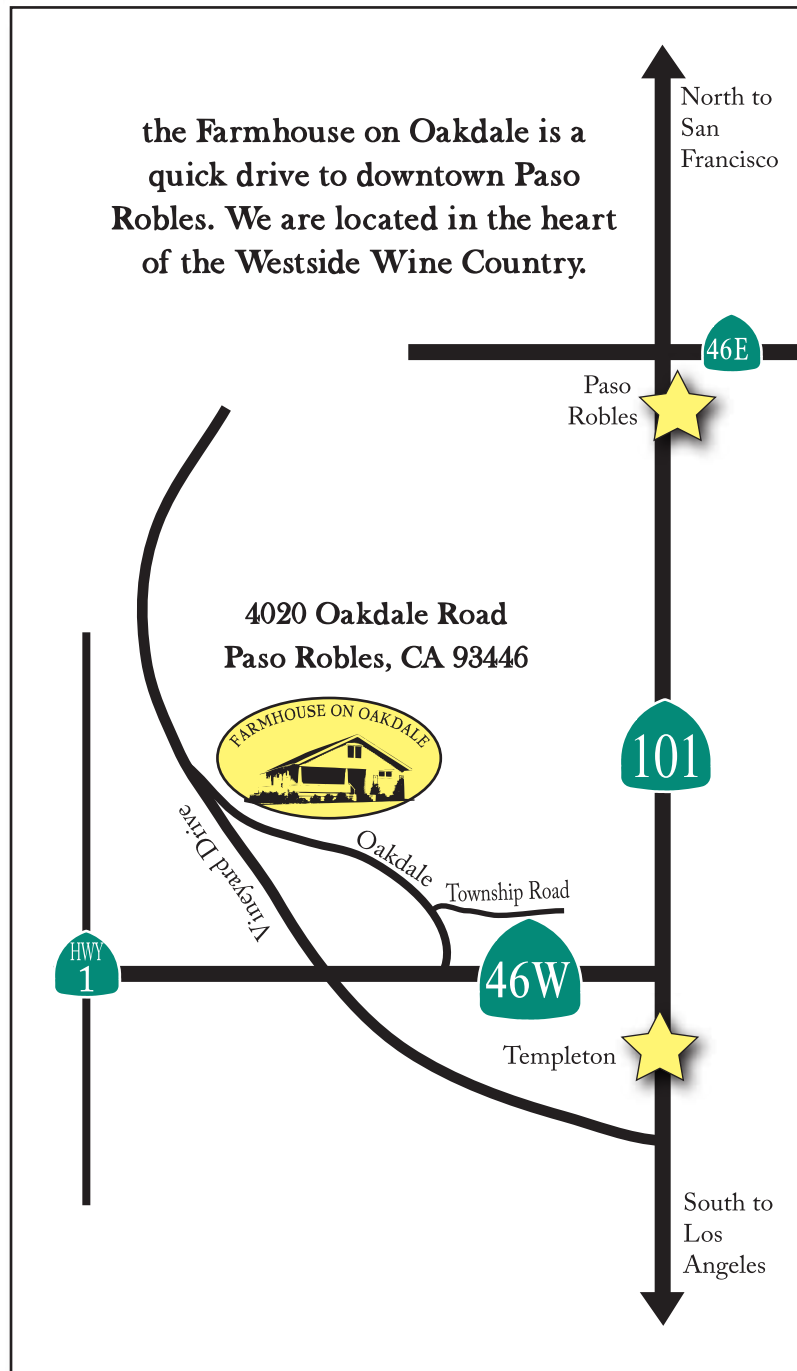 the Farmhouse on Oakdale is a
quick drive to downtown Paso
Robles. We are located in the heart
of the Westside Wine Country.
North to
San
Francisco
46E
Paso
Robles
4020 Oakdale Road
Paso Robles, CA 93446
FARMHOUSE ON OAKDALE
101
Vineyard Drive
Oakdale
Township Road
HWY
1
46W
Templeton
South to
Los
Angeles